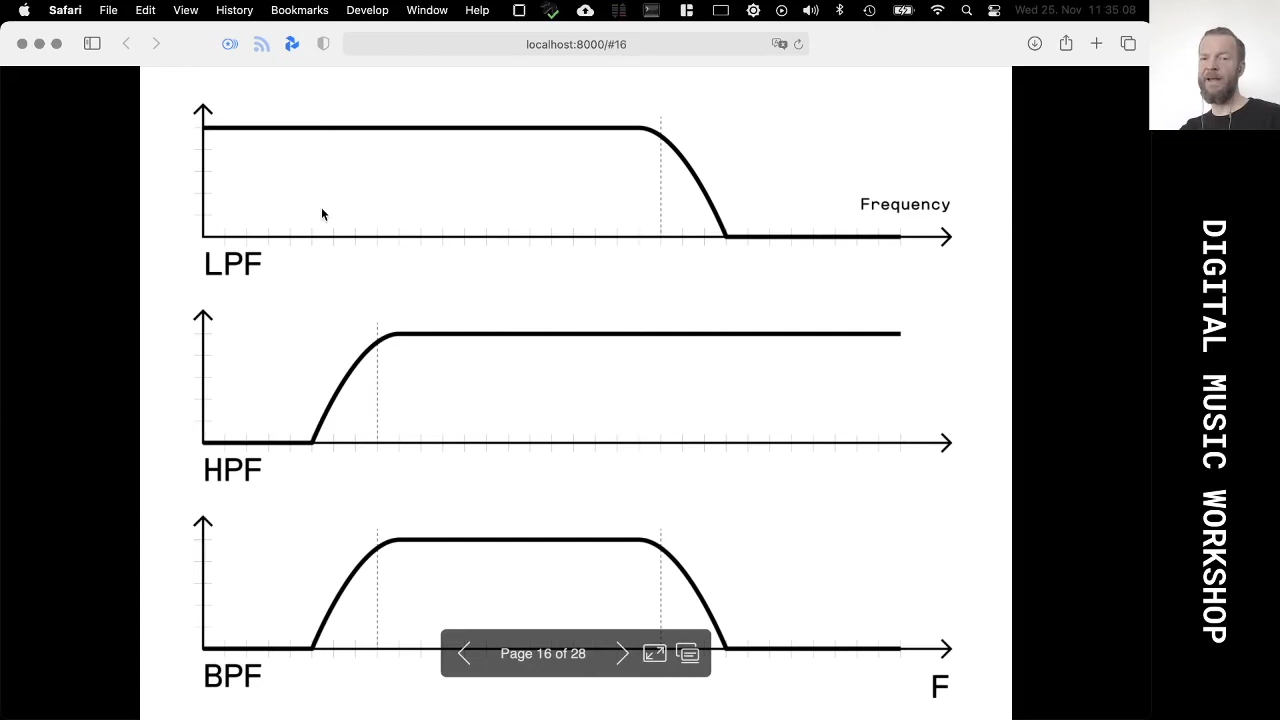 Safari File Edit View History Bookmarks Develop Window Help Wed 25. Nov 11 35 08
localhost:8000/#16
Frequency
LPF
HPF
Page 16 of 28
BPF
F
DIGITAL MUSIC WORKSHOP